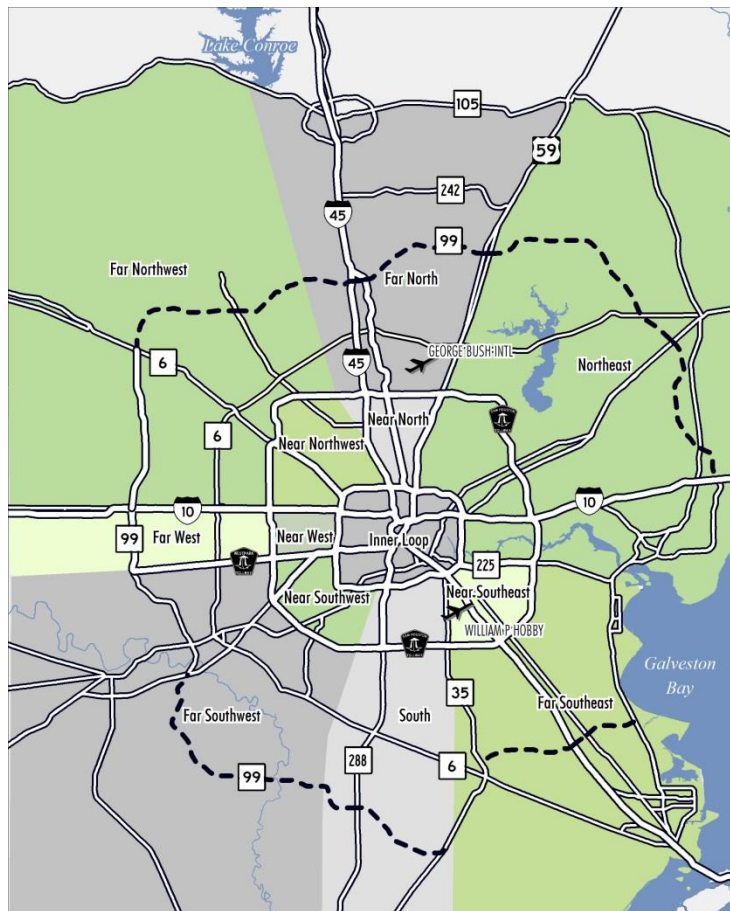 Lake Conroe
105
59
242
45
99
Far Northwest
Far North
GEORGE BUSH INTL
6
45
Northeast
Near North
6
Near Northwest
10
10
99
Far West
Near West
Inner Loop
225
Near Southwest
Near Southeast
WILLIAM P HOBBY
Galveston
Bay
35
Far Southwest
South
Far Southeast
288
6
99